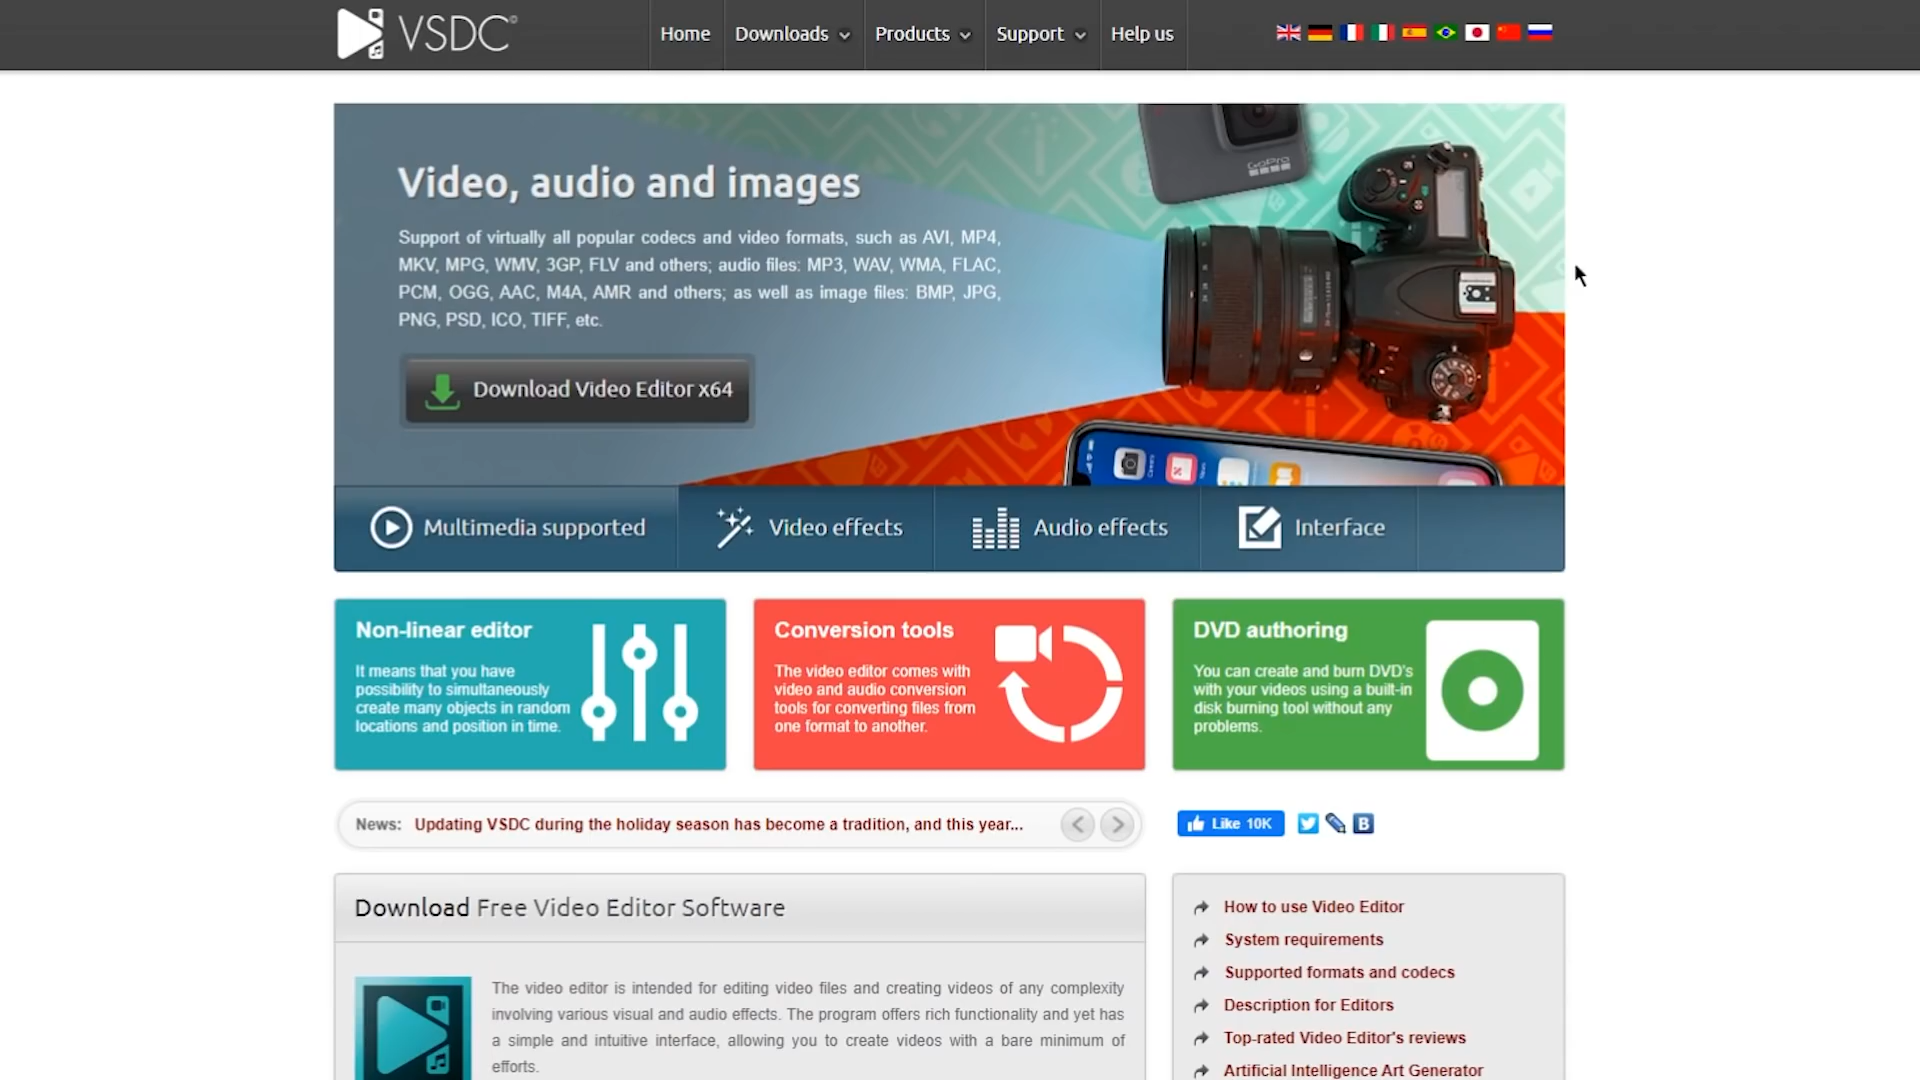 VSDC©
Home
Downloads
Products
Support
Help us
Video, audio and images
Support of virtually all popular codecs and video formats, such as AVI, MP4,
MKV, MPG, WMV, 3GP, FLV and others; audio files: MP3, WAV, WMA, FLAC,
PCM, OGG, AAC, M4A, AMR and others; as well as image files: BMP, JPG,
PNG, PSD, ICO, TIFF, etc.
Download Video Editor x64
GoPro
Multimedia supported
Video effects
Audio effects
Interface
Non-linear editor
It means that you have
possibility to simultaneously
create many objects in random
locations and position in time.
Conversion tools
The video editor comes with
video and audio conversion
tools for converting files from
one format to another.
DVD authoring
You can create and burn DVD's
with your videos using a built-in
disk burning tool without any
problems.
News: Updating VSDC during the holiday season has become a tradition, and this year...
Like 10K
B
Download Free Video Editor Software
The video editor is intended for editing video files and creating videos of any complexity
involving various visual and audio effects. The program offers rich functionality and yet has
a simple and intuitive interface, allowing you to create videos with a bare minimum of
efforts.
How to use Video Editor
System requirements
Supported formats and codecs
Description for Editors
Top-rated Video Editor's reviews
Artificial Intelligence Art Generator